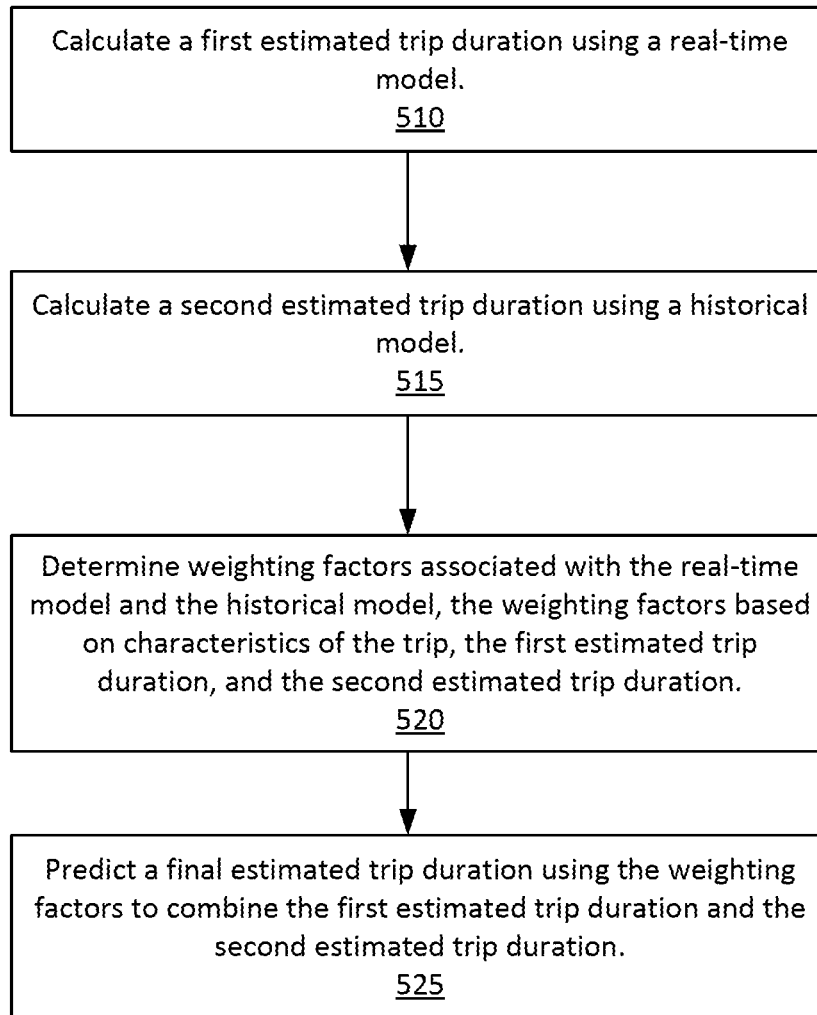 Calculate a first estimated trip duration using a real-time
model.
510
Calculate a second estimated trip duration using a historical
model.
515
Determine weighting factors associated with the real-time
model and the historical model, the weighting factors based
on characteristics of the trip, the first estimated trip
duration, and the second estimated trip duration.
520
Predict a final estimated trip duration using the weighting
factors to combine the first estimated trip duration and the
second estimated trip duration.
525